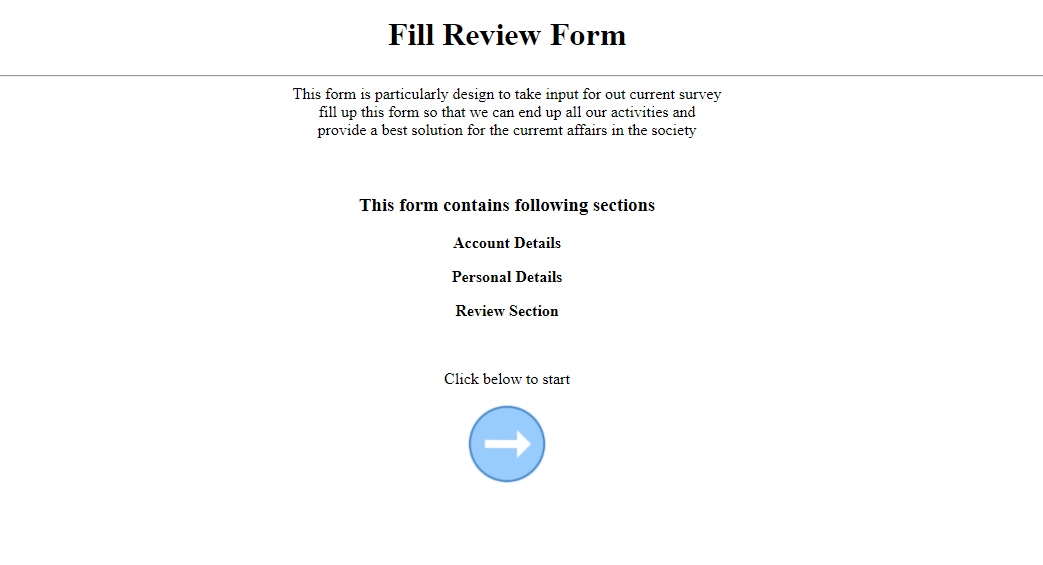 Fill Review Form
This form is particularly design to take input for out current survey
fill up this form so that we can end up all our activities and
provide a best solution for the curremt affairs in the society
This form contains following sections
Account Details
Personal Details
Review Section
Click below to start